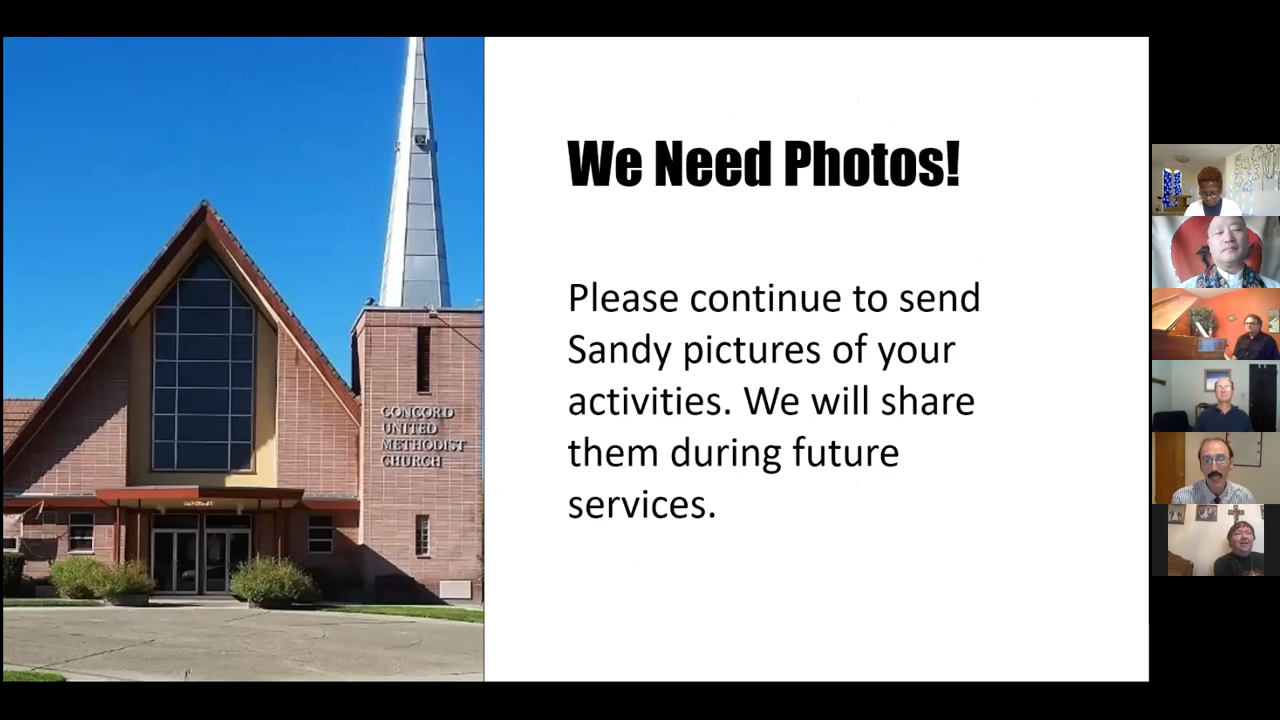 CONCORD
UNITED
METHODIST
CHURCH
We Need Photos!
Please continue to send
Sandy pictures of your
activities. We will share
them during future
services.